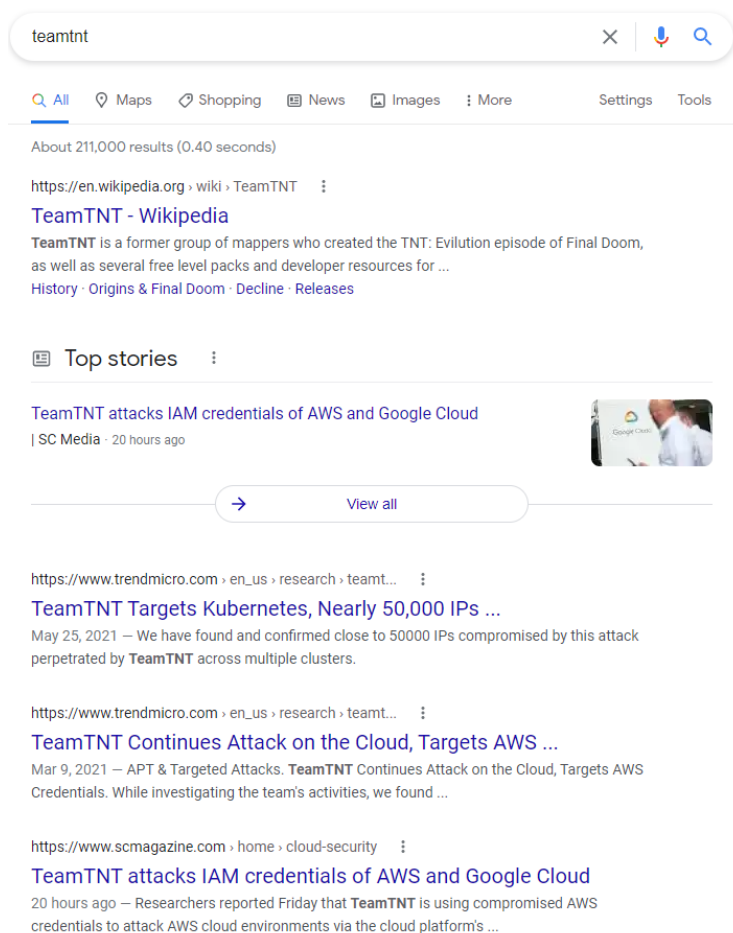 teamtnt
All Maps Shopping News Images More Settings Tools
About 211,000 results (0.40 seconds)
https://en.wikipedia.org › wiki › TeamTNT
TeamTNT - Wikipedia
TeamTNT is a former group of mappers who created the TNT: Evilution episode of Final Doom,
as well as several free level packs and developer resources for ...
History · Origins & Final Doom · Decline · Releases
Top stories
TeamTNT attacks IAM credentials of AWS and Google Cloud
| SC Media · 20 hours ago
Google Cloud
View all
https://www.trendmicro.com › en_us › research › teamt...
TeamTNT Targets Kubernetes, Nearly 50,000 IPs ...
May 25, 2021 — We have found and confirmed close to 50000 IPs compromised by this attack
perpetrated by TeamTNT across multiple clusters.
https://www.trendmicro.com › en_us › research › teamt...
TeamTNT Continues Attack on the Cloud, Targets AWS ...
Mar 9, 2021 — APT & Targeted Attacks. TeamTNT Continues Attack on the Cloud, Targets AWS
Credentials. While investigating the team's activities, we found ...
https://www.scmagazine.com › home › cloud-security
TeamTNT attacks IAM credentials of AWS and Google Cloud
20 hours ago — Researchers reported Friday that TeamTNT is using compromised AWS
credentials to attack AWS cloud environments via the cloud platform's ...